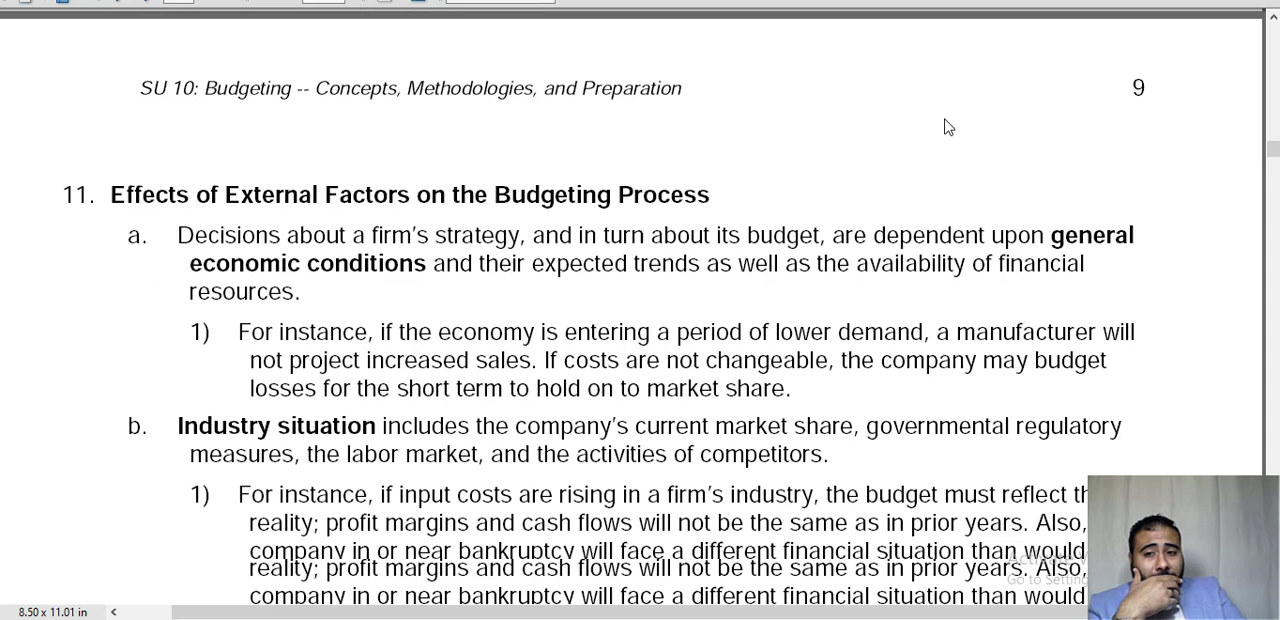 SU 10: Budgeting -- Concepts, Methodologies, and Preparation
9
11. Effects of External Factors on the Budgeting Process
a. Decisions about a firm's strategy, and in turn about its budget, are dependent upon general
economic conditions and their expected trends as well as the availability of financial
resources.
1) For instance, if the economy is entering a period of lower demand, a manufacturer will
not project increased sales. If costs are not changeable, the company may budget
losses for the short term to hold on to market share.
b. Industry situation includes the company's current market share, governmental regulatory
measures, the labor market, and the activities of competitors.
1) For instance, if input costs are rising in a firm's industry, the budget must reflect
reality; profit margins and cash flows will not be the same as in prior years. Also,
company in or near bankruptcy will face a different financial situation than would
reality; profit margins and cash flows will not be the same as in prior years. Also,
company in or near bankruptcy will face a different financial situation than would
Go to Setting
8.50 x 11.01 in